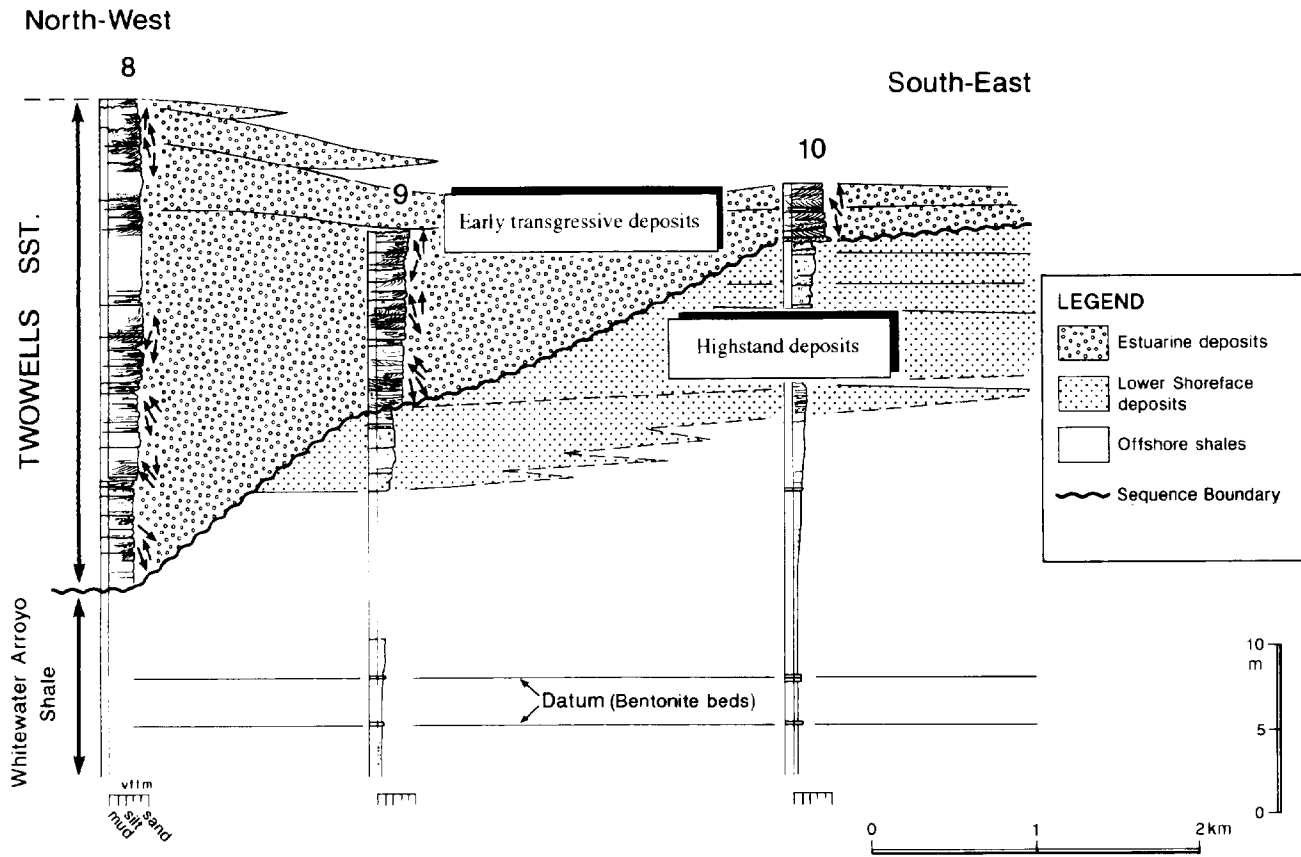 North-West
8
South-East
10
9
Early transgressive deposits
Highstand deposits
TWOWELLS SST.
Whitewater Arroyo
Shale
Datum (Bentonite beds)
LEGEND
Estuarine deposits
Lower Shoreface
deposits
Offshore shales
Sequence Boundary
10
m
5
0
vffm
mud
silt
sand
0
1
2 km